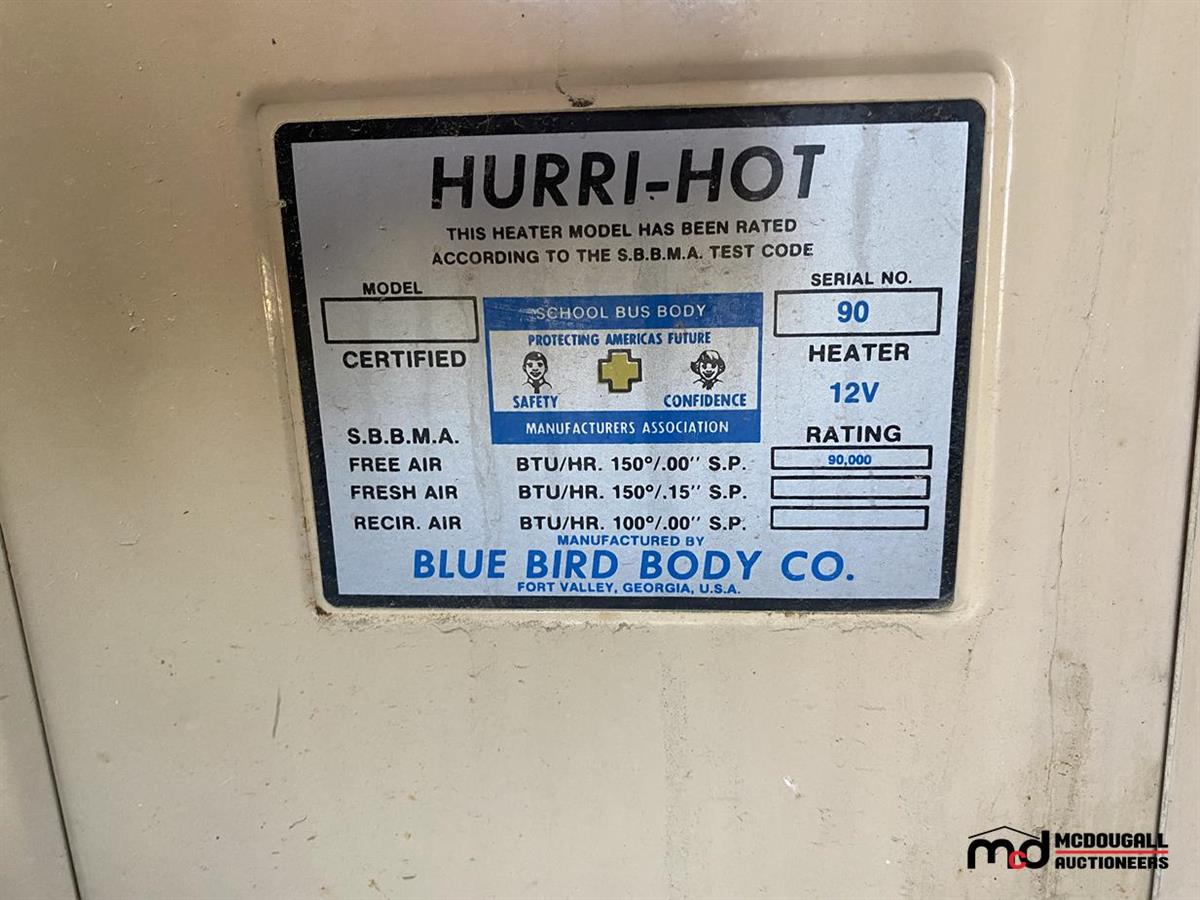 HURRI-HOT
THIS HEATER MODEL HAS BEEN RATED
ACCORDING TO THE S.B.B.M.A. TEST CODE
MODEL
SERIAL NO.
90
CERTIFIED
HEATER
12V
SCHOOL BUS BODY
PROTECTING AMERICAS FUTURE
SAFETY CONFIDENCE
MANUFACTURERS ASSOCIATION
S.B.B.M.A. RATING
FREE AIR BTU/HR. 150°/.00" S.P. 90,000
FRESH AIR BTU/HR. 150°/.15" S.P.
RECIR. AIR BTU/HR. 100°/.00" S.P.
MANUFACTURED BY
BLUE BIRD BODY CO.
FORT VALLEY, GEORGIA, U.S.A.
mcd MCDOUGALL
AUCTIONEERS